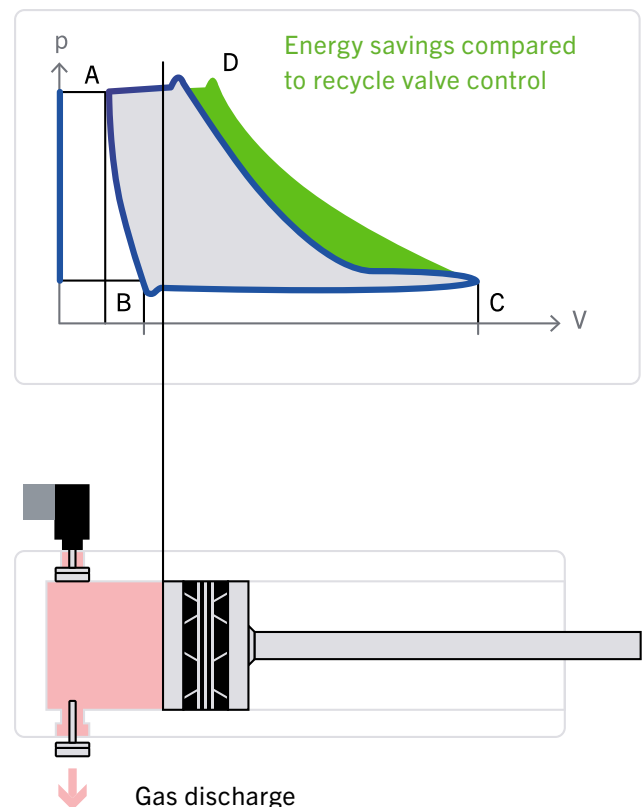 p
A
D
Energy savings compared
to recycle valve control
B
C
V
Gas discharge